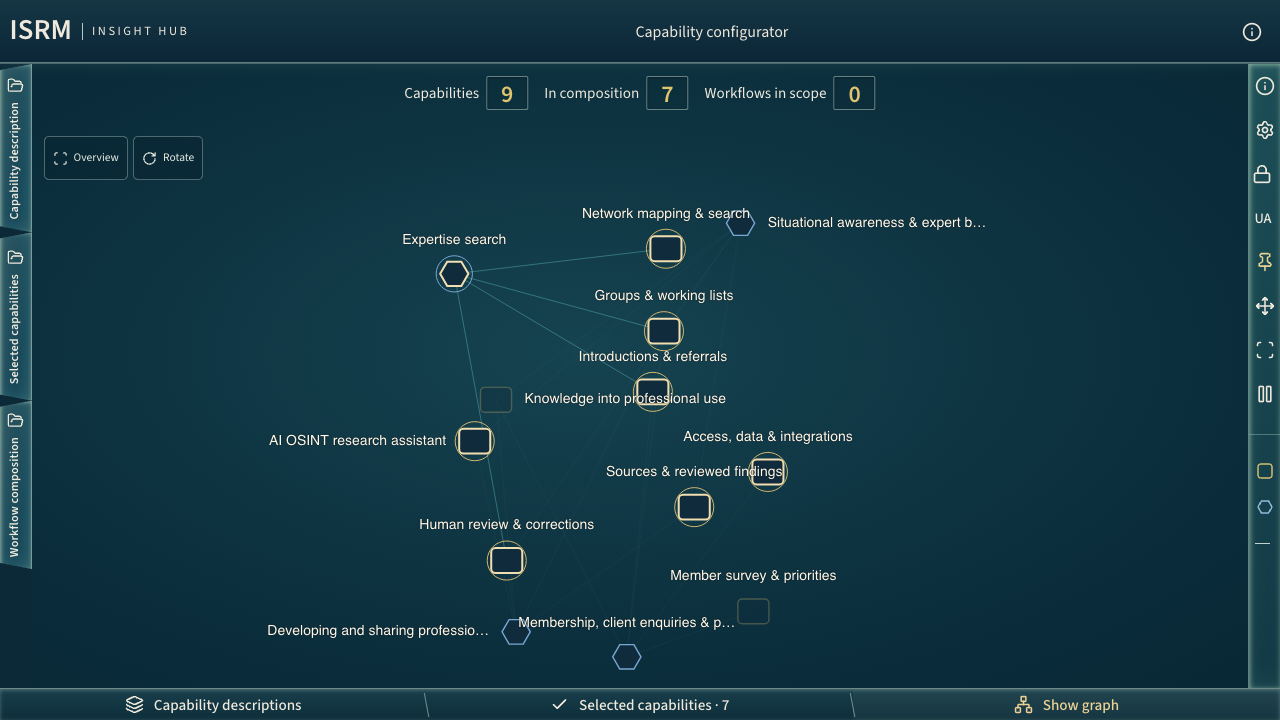 ISRM | INSIGHT HUB
Capability configurator
Capabilities 9 In composition 7 Workflows in scope 0
Capability description
Selected capabilities
Workflow composition
Overview
Rotate
Network mapping & search
Situational awareness & expert b…
Expertise search
Groups & working lists
Introductions & referrals
Knowledge into professional use
AI OSINT research assistant
Access, data & integrations
Sources & reviewed findings
Human review & corrections
Member survey & priorities
Membership, client enquiries & p…
Developing and sharing professio…
UA
Capability descriptions
Selected capabilities · 7
Show graph